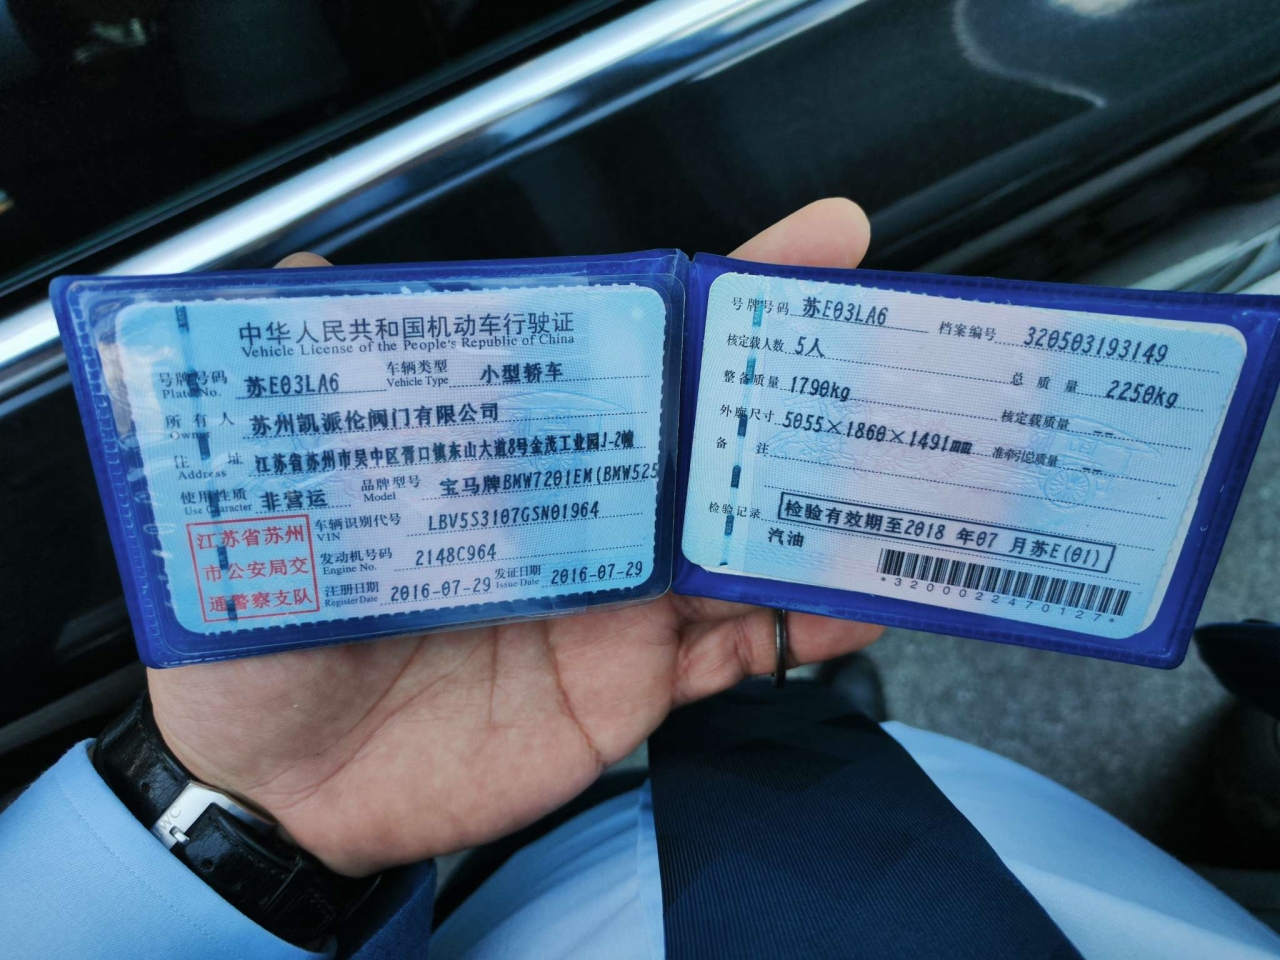 中华人民共和国机动车行驶证
Vehicle License of the People's Republic of China
号牌号码 苏E03LA6 车辆类型 小型轿车
Plate No. Vehicle Type
所有人 苏州凯派伦阀门有限公司
Owner
住址 江苏省苏州市吴中区胥口镇东山大道8号金茂工业园J-2幢
Address
使用性质 非营运 品牌型号 宝马牌BMW7201EM(BMW525
Use Character Model
江苏省苏州
市公安局交
通警察支队
车辆识别代号 LBV5S3107GSN01964
VIN
发动机号码 2148C964
Engine No.
注册日期 2016-07-29 发证日期 2016-07-29
Register Date Issue Date
号牌号码 苏E03LA6 档案编号 320503193149
核定载人数 5人 总质量 2250kg
整备质量 1790kg 核定载质量 --
外廓尺寸 5055×1860×1491mm 准牵引总质量 --
备注
检验记录 检验有效期至2018 年07 月苏E(01)
汽油
*3200022470127*